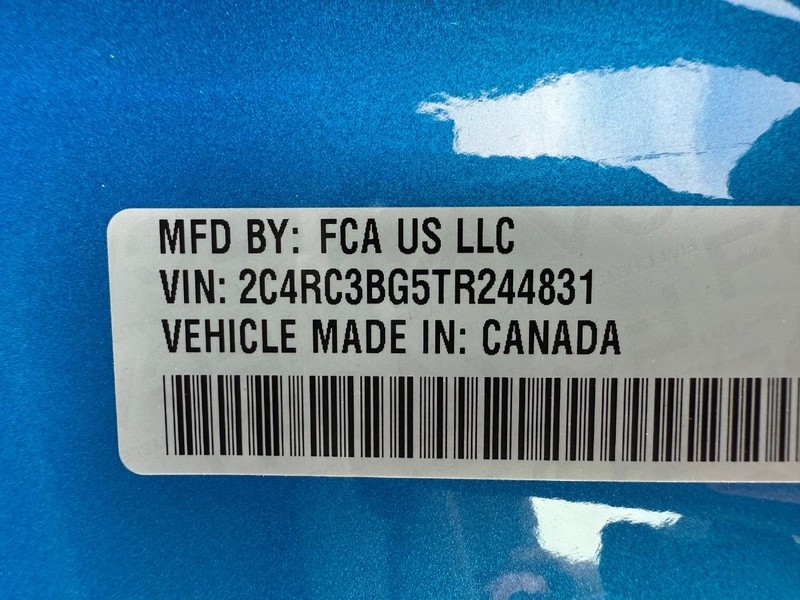 MFD BY: FCA US LLC
VIN: 2C4RC3BG5TR244831
VEHICLE MADE IN: CANADA